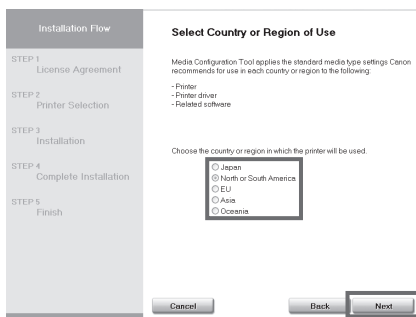 Installation Flow
STEP 1
License Agreement
STEP 2
Printer Selection
STEP 3
Installation
STEP 4
Complete Installation
STEP 5
Finish
Select Country or Region of Use
Media Configuration Tool applies the standard media type settings Canon
recommends for use in each country or region to the following:
- Printer
- Printer driver
- Related software
Choose the country or region in which the printer will be used.
Japan
North or South America
EU
Asia
Oceania
Cancel
Back
Next